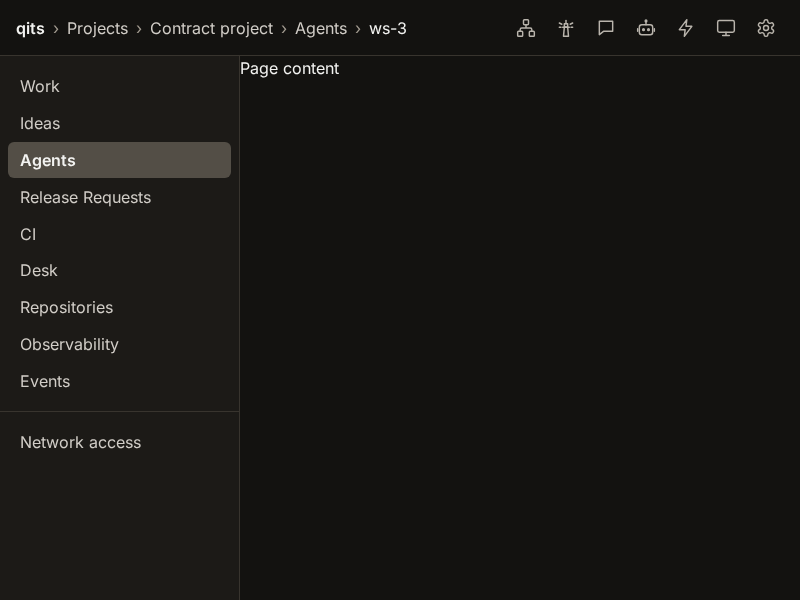 qits › Projects › Contract project › Agents › ws-3
Work
Ideas
Agents
Release Requests
CI
Desk
Repositories
Observability
Events
Network access
Page content